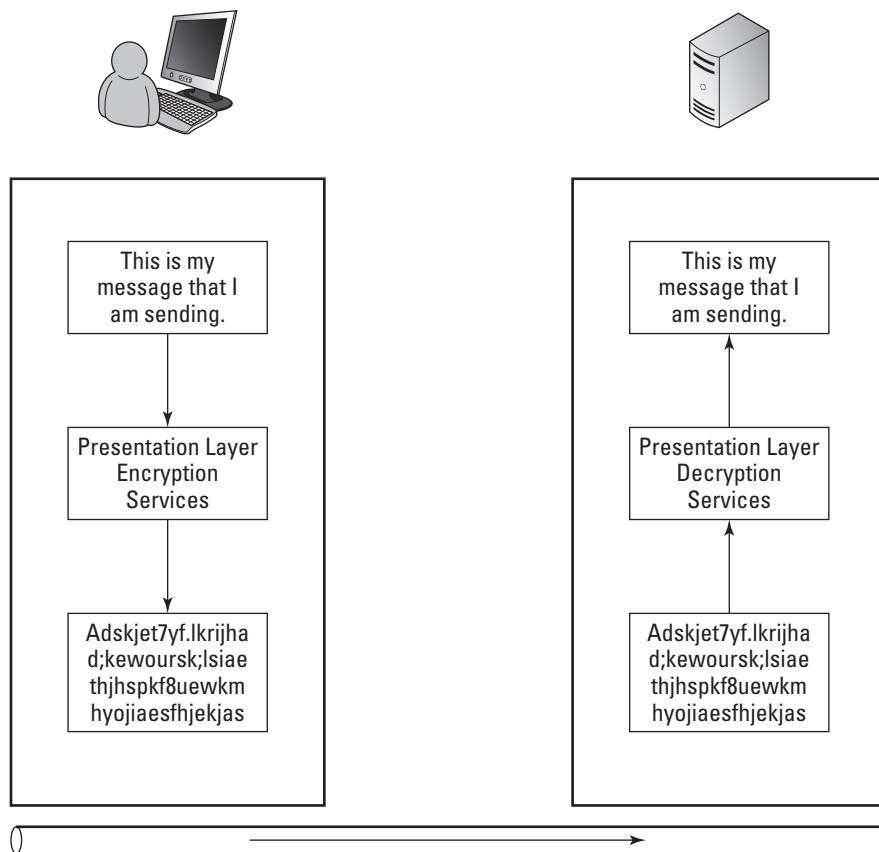 This is my
message that I
am sending.
Presentation Layer
Encryption
Services
Adskjet7yf.lkrijha
d;kewoursk;lsiae
thjhspkf8uewkm
hyojiaesfhjekjas
This is my
message that I
am sending.
Presentation Layer
Decryption
Services
Adskjet7yf.lkrijha
d;kewoursk;lsiae
thjhspkf8uewkm
hyojiaesfhjekjas